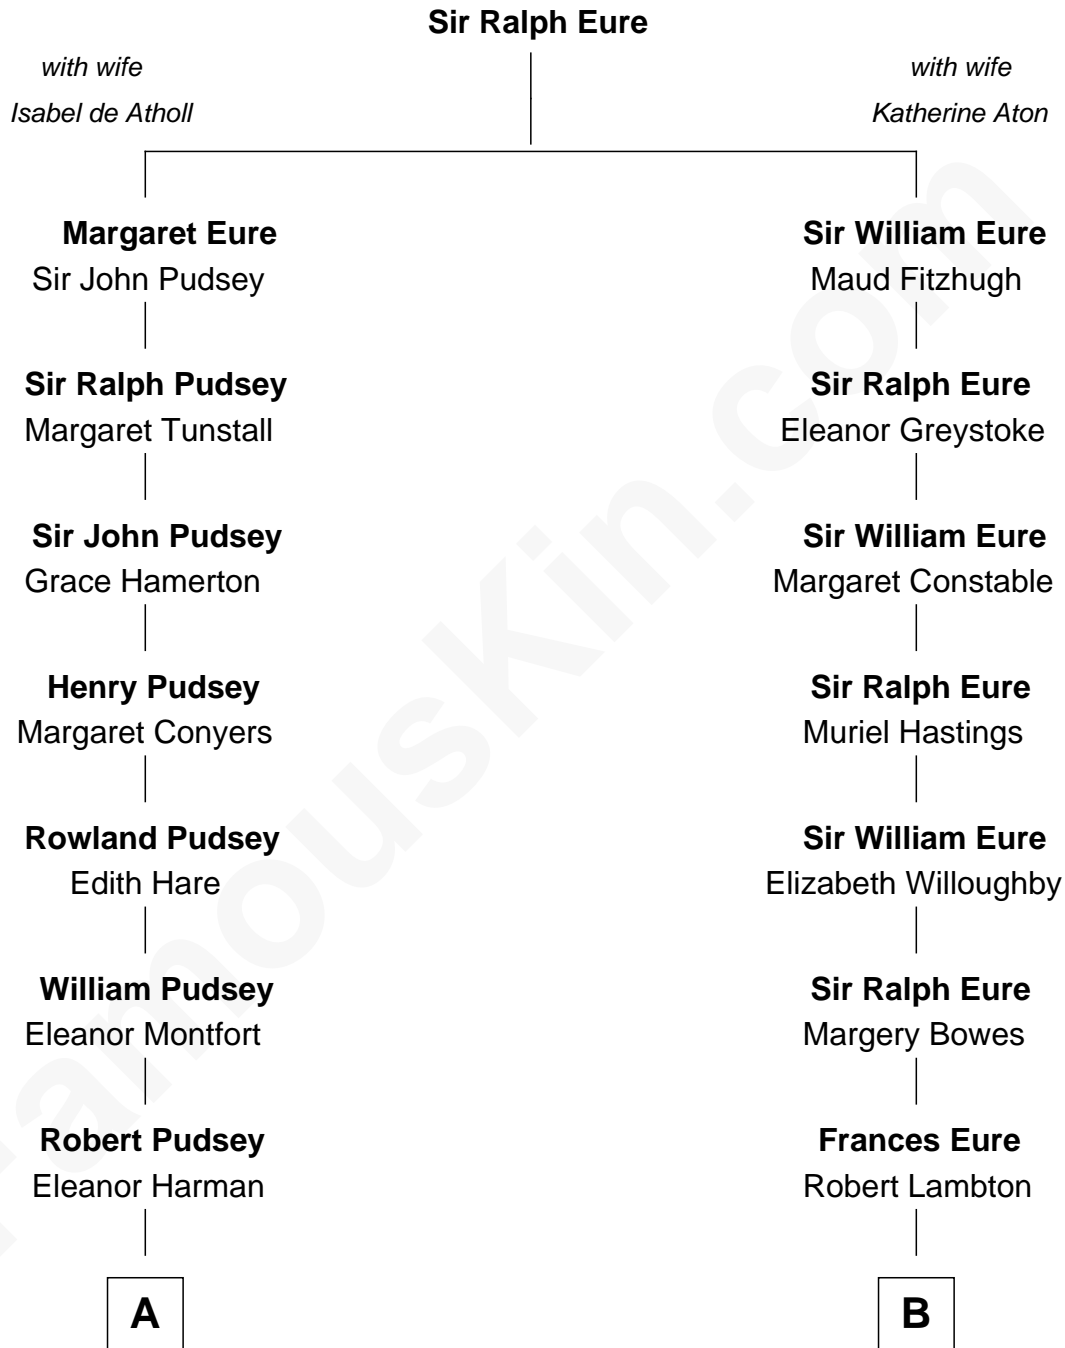 Sir Ralph Eure
with wife
Isabel de Atholl
with wife
Katherine Aton
Margaret Eure
Sir John Pudsey
Sir William Eure
Maud Fitzhugh
Sir Ralph Pudsey
Margaret Tunstall
Sir Ralph Eure
Eleanor Greystoke
Sir John Pudsey
Grace Hamerton
Sir William Eure
Margaret Constable
Henry Pudsey
Margaret Conyers
Sir Ralph Eure
Muriel Hastings
Rowland Pudsey
Edith Hare
Sir William Eure
Elizabeth Willoughby
William Pudsey
Eleanor Montfort
Sir Ralph Eure
Margery Bowes
Robert Pudsey
Eleanor Harman
Frances Eure
Robert Lambton
A
B
FamousKin.com